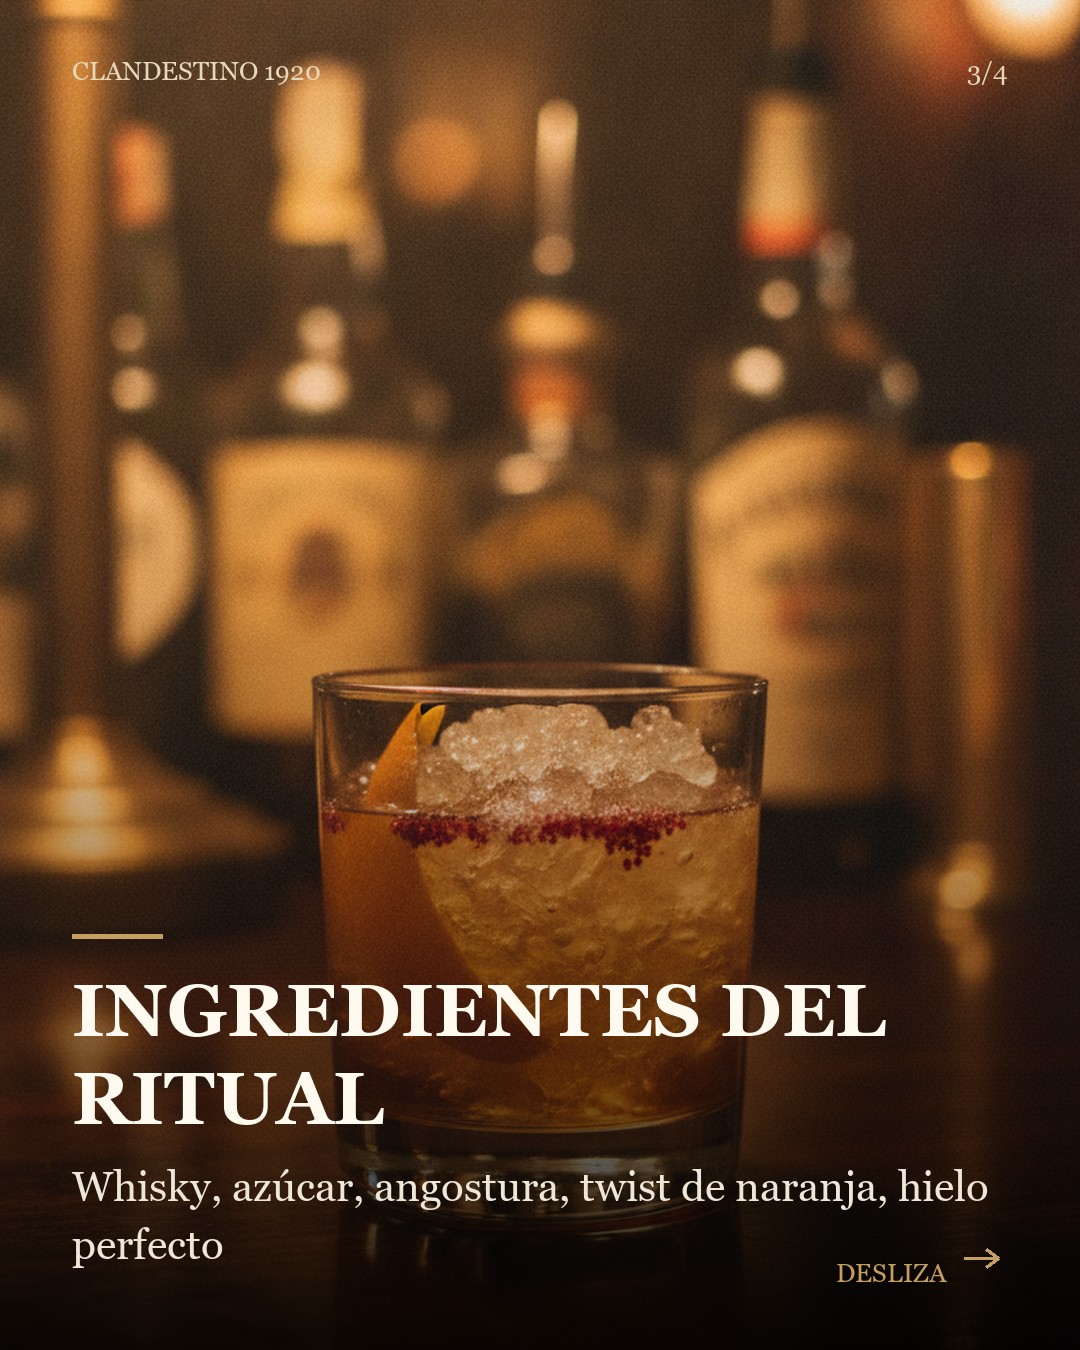 CLANDESTINO 1920
3/4
INGREDIENTES DEL
RITUAL
Whisky, azúcar, angostura, twist de naranja, hielo
perfecto
DESLIZA